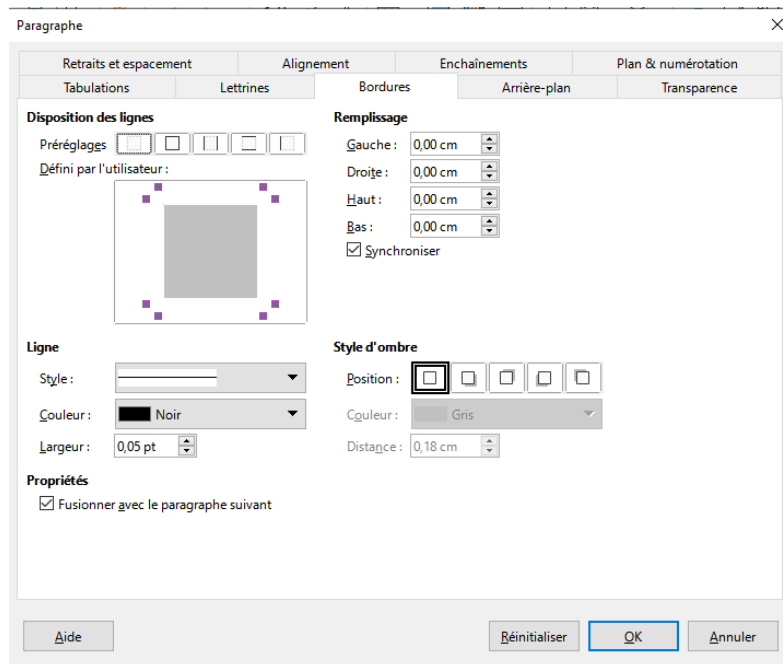 Paragraphe
Retraits et espacement Alignement Enchaînements Plan & numérotation
Tabulations Lettrines Bordures Arrière-plan Transparence
Disposition des lignes
Préréglages
Défini par l'utilisateur :
Remplissage
Gauche : 0,00 cm
Droite : 0,00 cm
Haut : 0,00 cm
Bas : 0,00 cm
Synchroniser
Ligne
Style :
Couleur : Noir
Largeur : 0,05 pt
Style d'ombre
Position :
Couleur : Gris
Distance : 0,18 cm
Propriétés
Fusionner avec le paragraphe suivant
Aide Réinitialiser OK Annuler